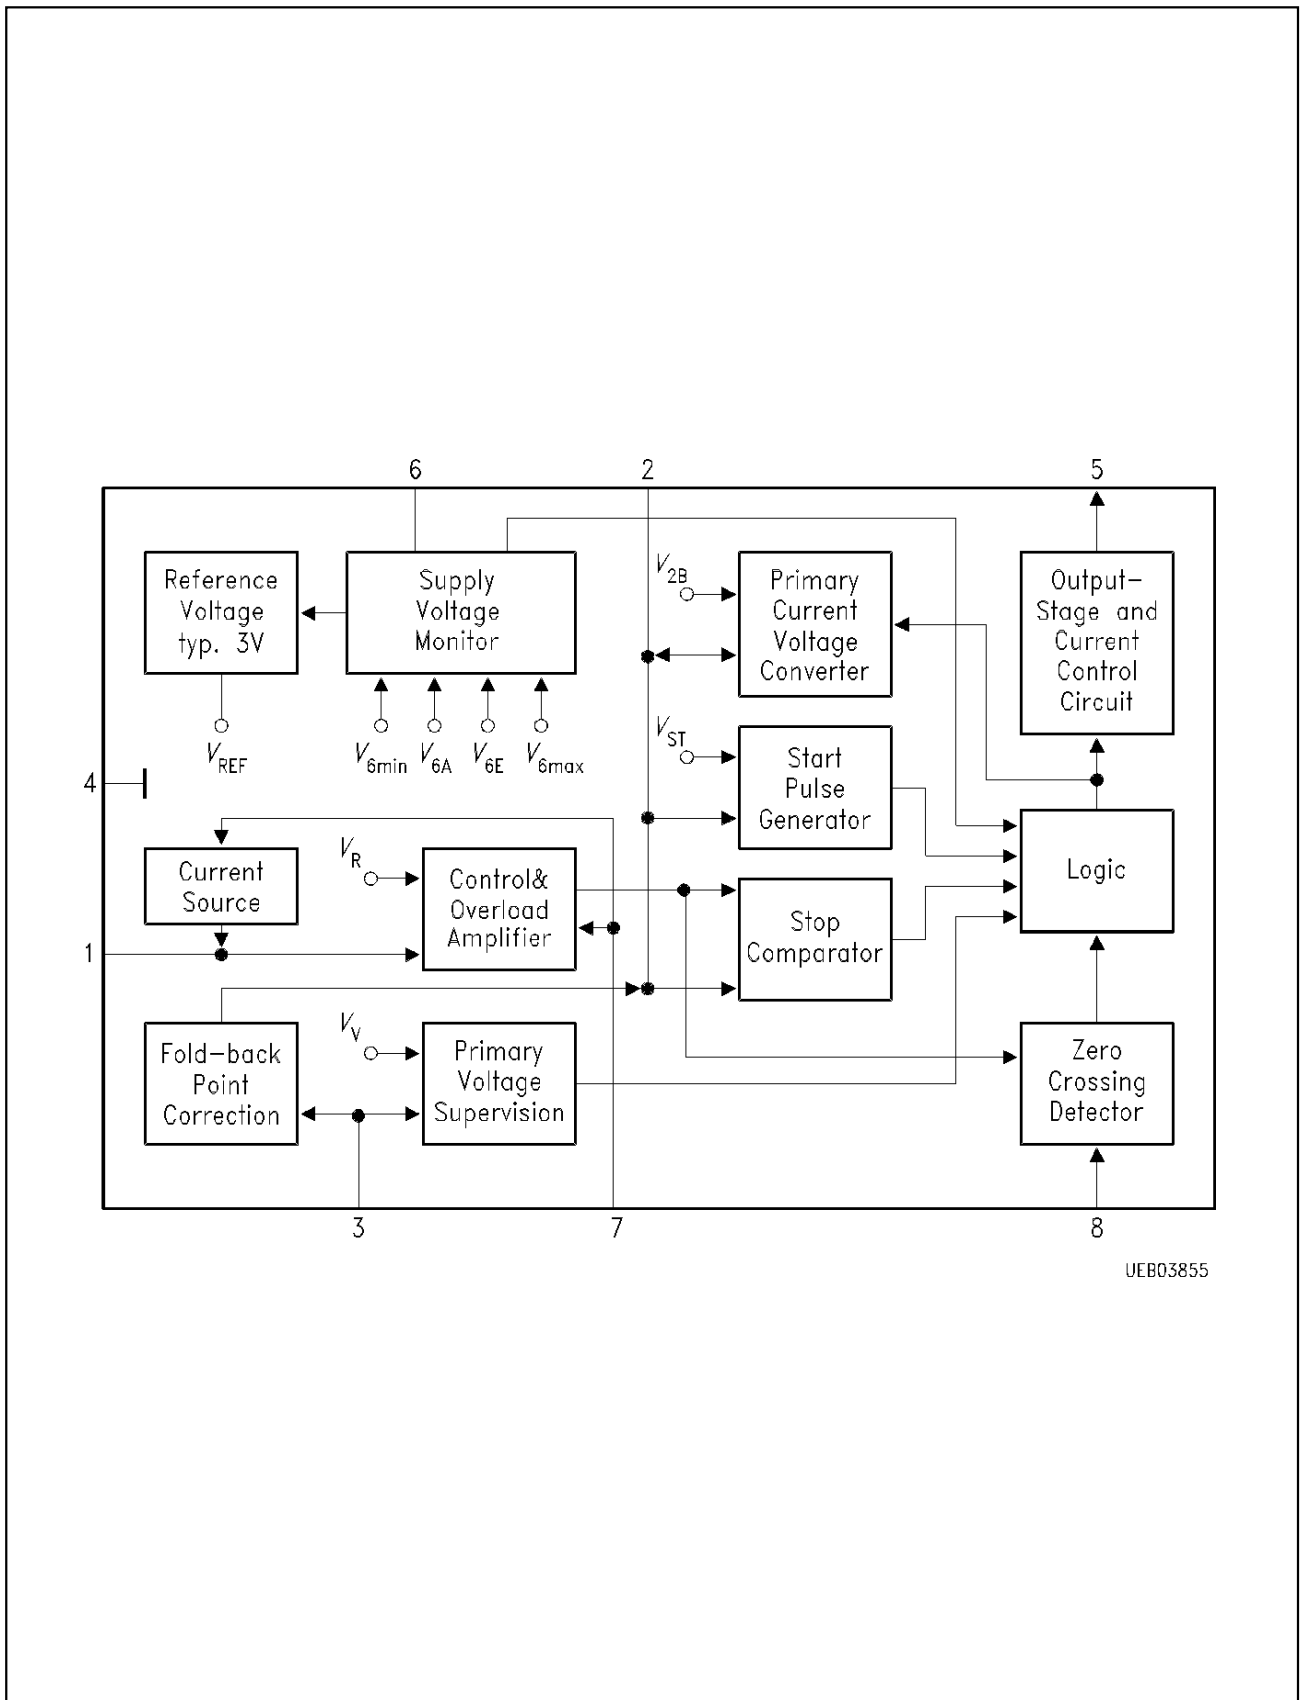 6
2
5
Reference
Voltage
typ. 3V
Supply
Voltage
Monitor
V2B
Primary
Current
Voltage
Converter
Output-
Stage and
Current
Control
Circuit
VREF
V6min
V6A
V6E
V6max
VST
Start
Pulse
Generator
4
Current
Source
VR
Control&
Overload
Amplifier
Stop
Comparator
Logic
1
Fold-back
Point
Correction
VV
Primary
Voltage
Supervision
Zero
Crossing
Detector
3
7
8
UEB03855